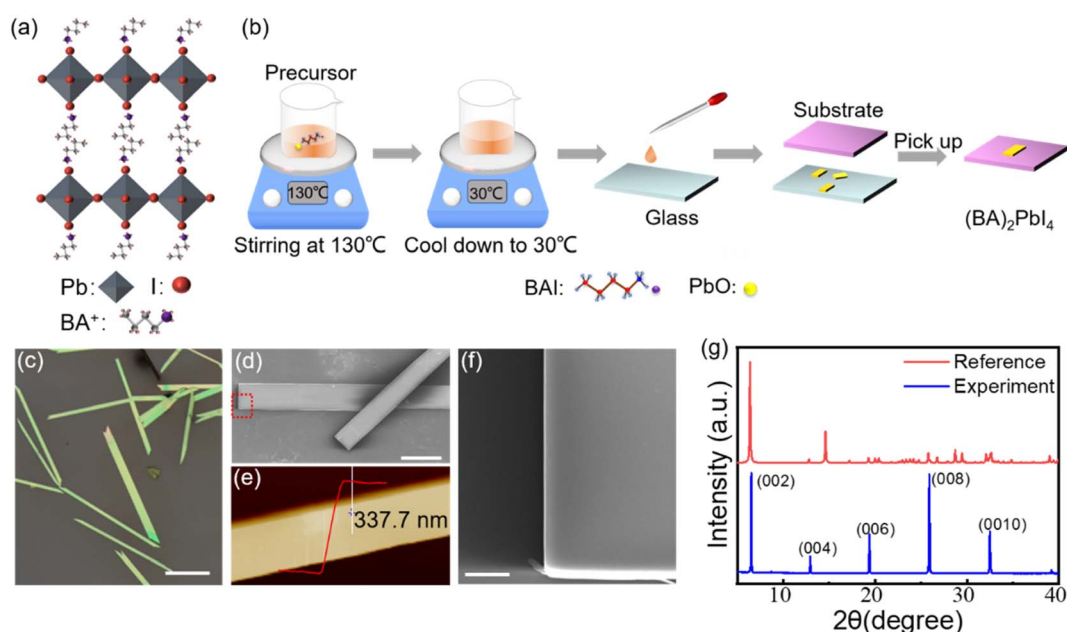 (a)
(b)
Precursor
130℃
30℃
Stirring at 130℃
Cool down to 30℃
Glass
Substrate
Pick up
(BA)₂PbI₄
BAI:
PbO:
Pb:
I:
BA⁺:
(c)
(d)
(e)
337.7 nm
(f)
(g)
Reference
Experiment
Intensity (a.u.)
(002)
(004)
(006)
(008)
(0010)
10
20
30
40
2θ(degree)